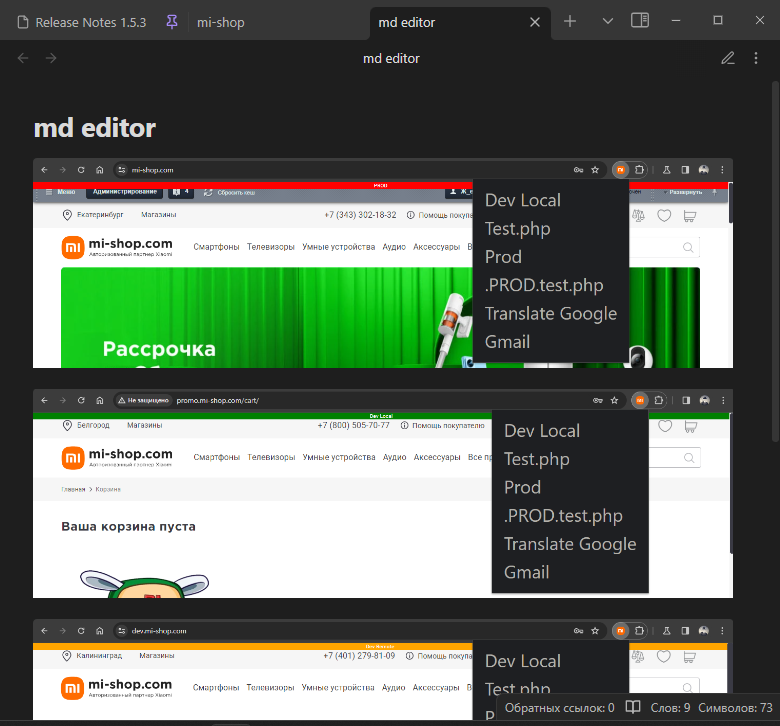 Release Notes 1.5.3
mi-shop
md editor
md editor
md editor
mi-shop.com
PROD
Меню
Администрирование
4
Сбросить кеш
Развернуть
Екатеринбург
Магазины
+7 (343) 302-18-32
Помощь покупа
mi-shop.com
Авторизованный партнер Xiaomi
Смартфоны Телевизоры Умные устройства Аудио Аксессуары В
Рассрочка
Dev Local
Test.php
Prod
.PROD.test.php
Translate Google
Gmail
Не защищено
promo.mi-shop.com/cart/
Dev Local
Белгород
Магазины
+7 (800) 505-70-77
Помощь покупателю
mi-shop.com
Авторизованный партнер Xiaomi
Смартфоны Телевизоры Умные устройства Аудио Аксессуары Все пр
Главная > Корзина
Ваша корзина пуста
Dev Local
Test.php
Prod
.PROD.test.php
Translate Google
Gmail
dev.mi-shop.com
Dev Remote
Калининград
Магазины
+7 (401) 279-81-09
Помощь покупа
mi-shop.com
Авторизованный партнер Xiaomi
Смартфоны Телевизоры Умные устройства Аудио Аксессуары В
Dev Local
Test.php
Обратных ссылок: 0
Слов: 9
Символов: 73